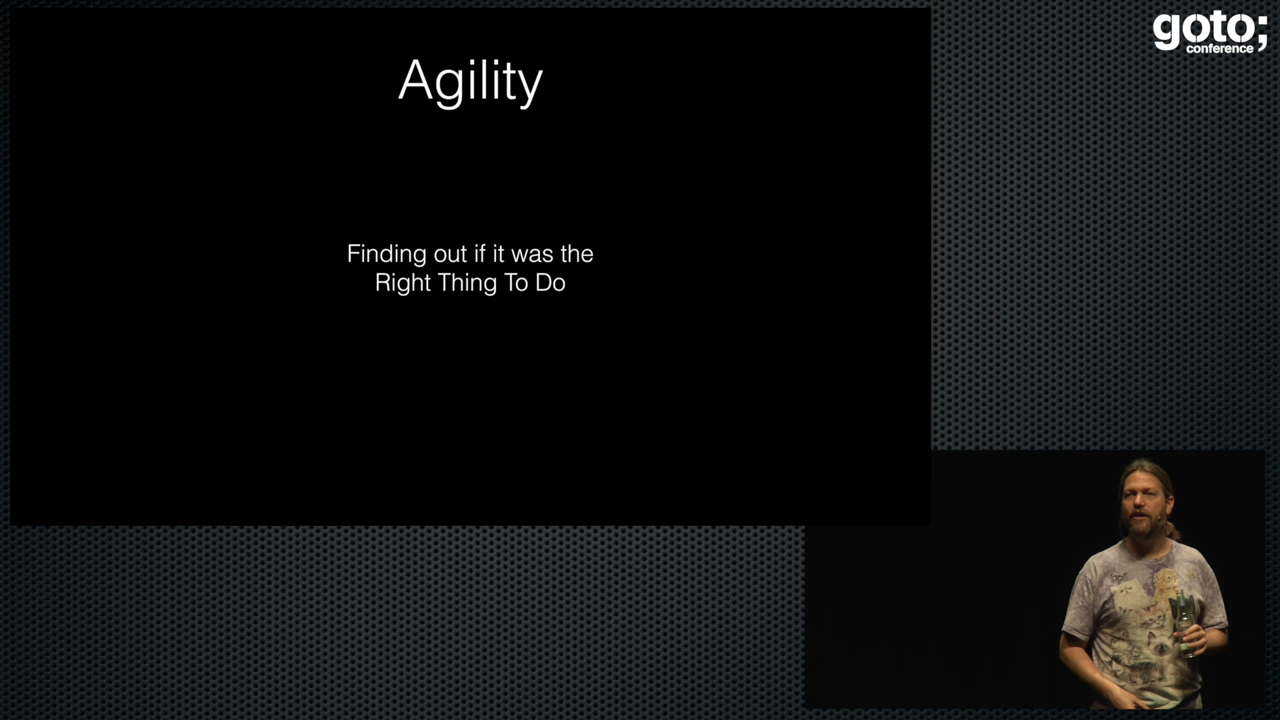 Agility
Finding out if it was the
Right Thing To Do
goto;
conference